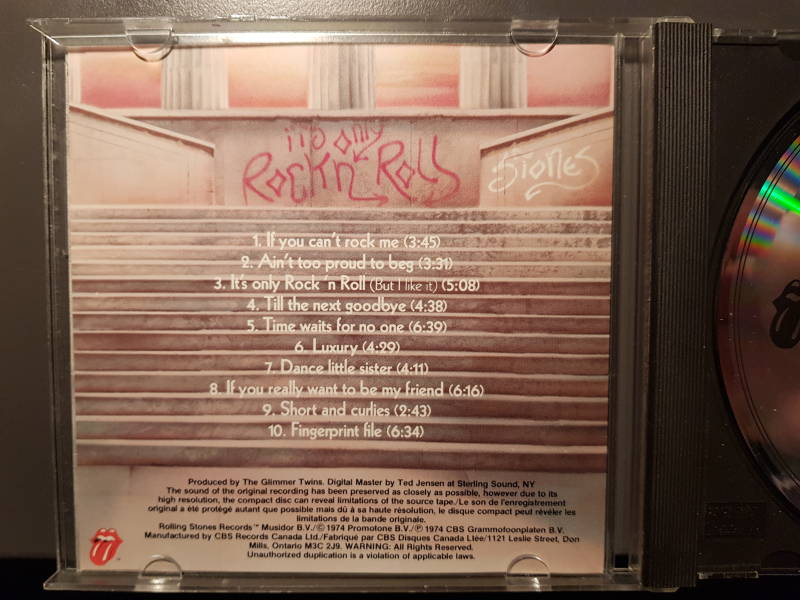 it's only
Rock'n Roll
Stones
1. If you can't rock me (3:45)
2. Ain't too proud to beg (3:31)
3. It's only Rock 'n Roll (But I like it) (5:08)
4. Till the next goodbye (4:38)
5. Time waits for no one (6:39)
6. Luxury (4:29)
7. Dance little sister (4:11)
8. If you really want to be my friend (6:16)
9. Short and curlies (2:43)
10. Fingerprint file (6:34)
Produced by The Glimmer Twins. Digital Master by Ted Jensen at Sterling Sound, NY
The sound of the original recording has been preserved as closely as possible, however due to its
high resolution, the compact disc can reveal limitations of the source tape./Le son de l'enregistrement
original a été protégé autant que possible mais dû à sa haute résolution, le disque compact peut révéler les
limitations de la bande originale.
Rolling Stones Records™ Musidor B.V./© 1974 Promotone B.V./℗ 1974 CBS Grammofoonplaten B.V.
Manufactured by CBS Records Canada Ltd./Fabriqué par CBS Disques Canada Ltée/1121 Leslie Street, Don
Mills, Ontario M3C 2J9. WARNING: All Rights Reserved.
Unauthorized duplication is a violation of applicable laws.